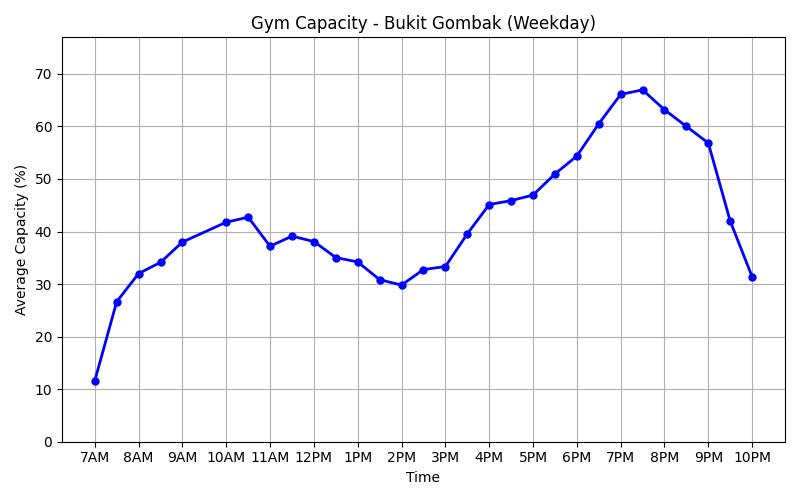 Gym Capacity - Bukit Gombak (Weekday)
Average Capacity (%)
70
60
50
40
30
20
10
0
7AM 8AM 9AM 10AM 11AM 12PM 1PM 2PM 3PM 4PM 5PM 6PM 7PM 8PM 9PM 10PM
Time